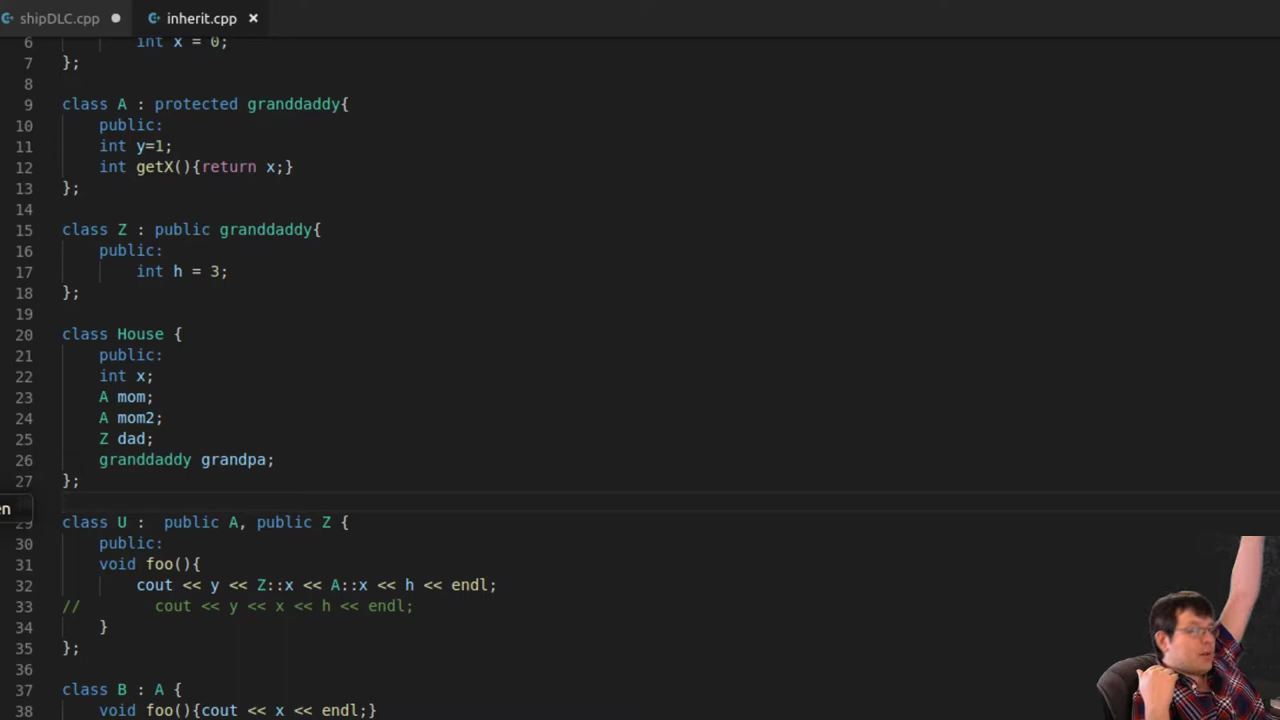 shipDLC.cpp inherit.cpp ×
6 int x = 0;
7 };
8
9 class A : protected granddaddy{
10 public:
11 int y=1;
12 int getX(){return x;}
13 };
14
15 class Z : public granddaddy{
16 public:
17 int h = 3;
18 };
19
20 class House {
21 public:
22 int x;
23 A mom;
24 A mom2;
25 Z dad;
26 granddaddy grandpa;
27 };
en
29 class U :  public A, public Z {
30 public:
31 void foo(){
32 cout << y << Z::x << A::x << h << endl;
33 // cout << y << x << h << endl;
34 }
35 };
36
37 class B : A {
38 void foo(){cout << x << endl;}